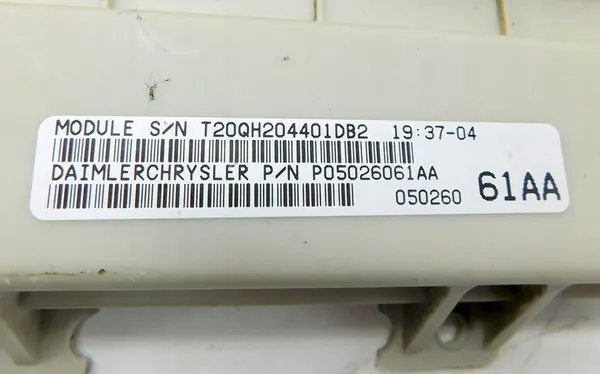 MODULE S/N T20QH204401DB2 19:37-04
DAIMLERCHRYSLER P/N P05026061AA
050260 61AA